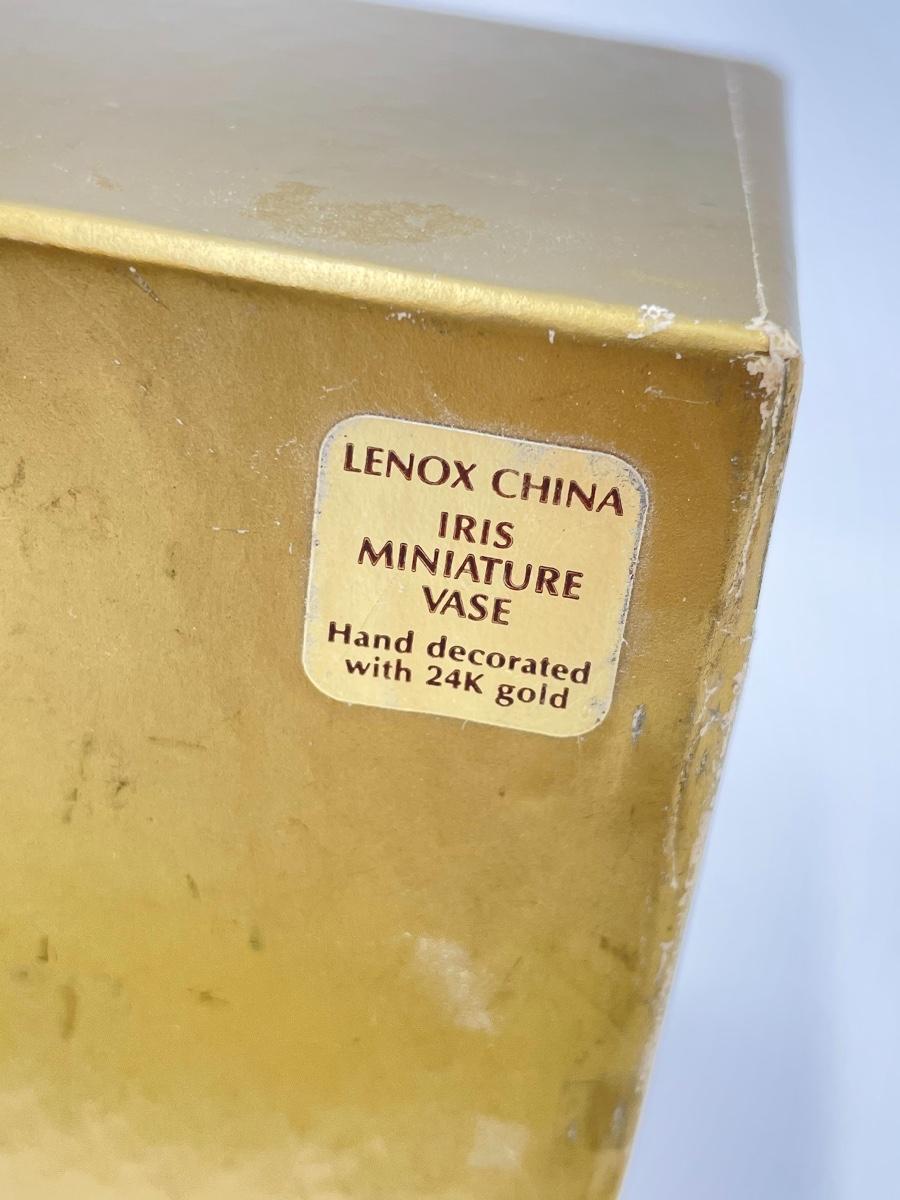 LENOX CHINA
IRIS
MINIATURE
VASE
Hand decorated
with 24K gold